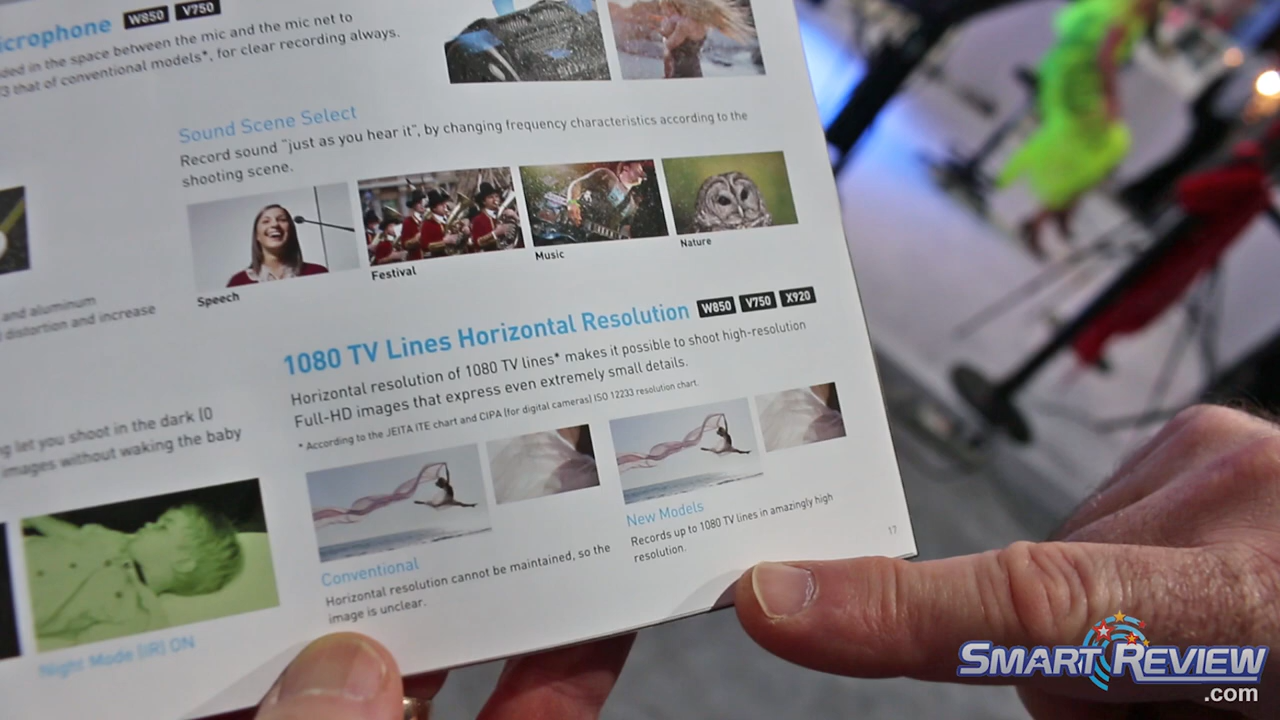 crophone W850 V750
ded in the space between the mic and the mic net to
/3 that of conventional models*, for clear recording always.
Sound Scene Select
Record sound "just as you hear it", by changing frequency characteristics according to the
shooting scene.
Speech
Festival
Music
Nature
and aluminum
distortion and increase
1080 TV Lines Horizontal Resolution W850 V750 X920
Horizontal resolution of 1080 TV lines* makes it possible to shoot high-resolution
Full-HD images that express even extremely small details.
* According to the JEITA ITE chart and CIPA (for digital cameras) ISO 12233 resolution chart.
g let you shoot in the dark (0
images without waking the baby
Night Mode (IR) ON
Conventional
Horizontal resolution cannot be maintained, so the
image is unclear.
New Models
Records up to 1080 TV lines in amazingly high
resolution.
17
SMARTREVIEW
.com